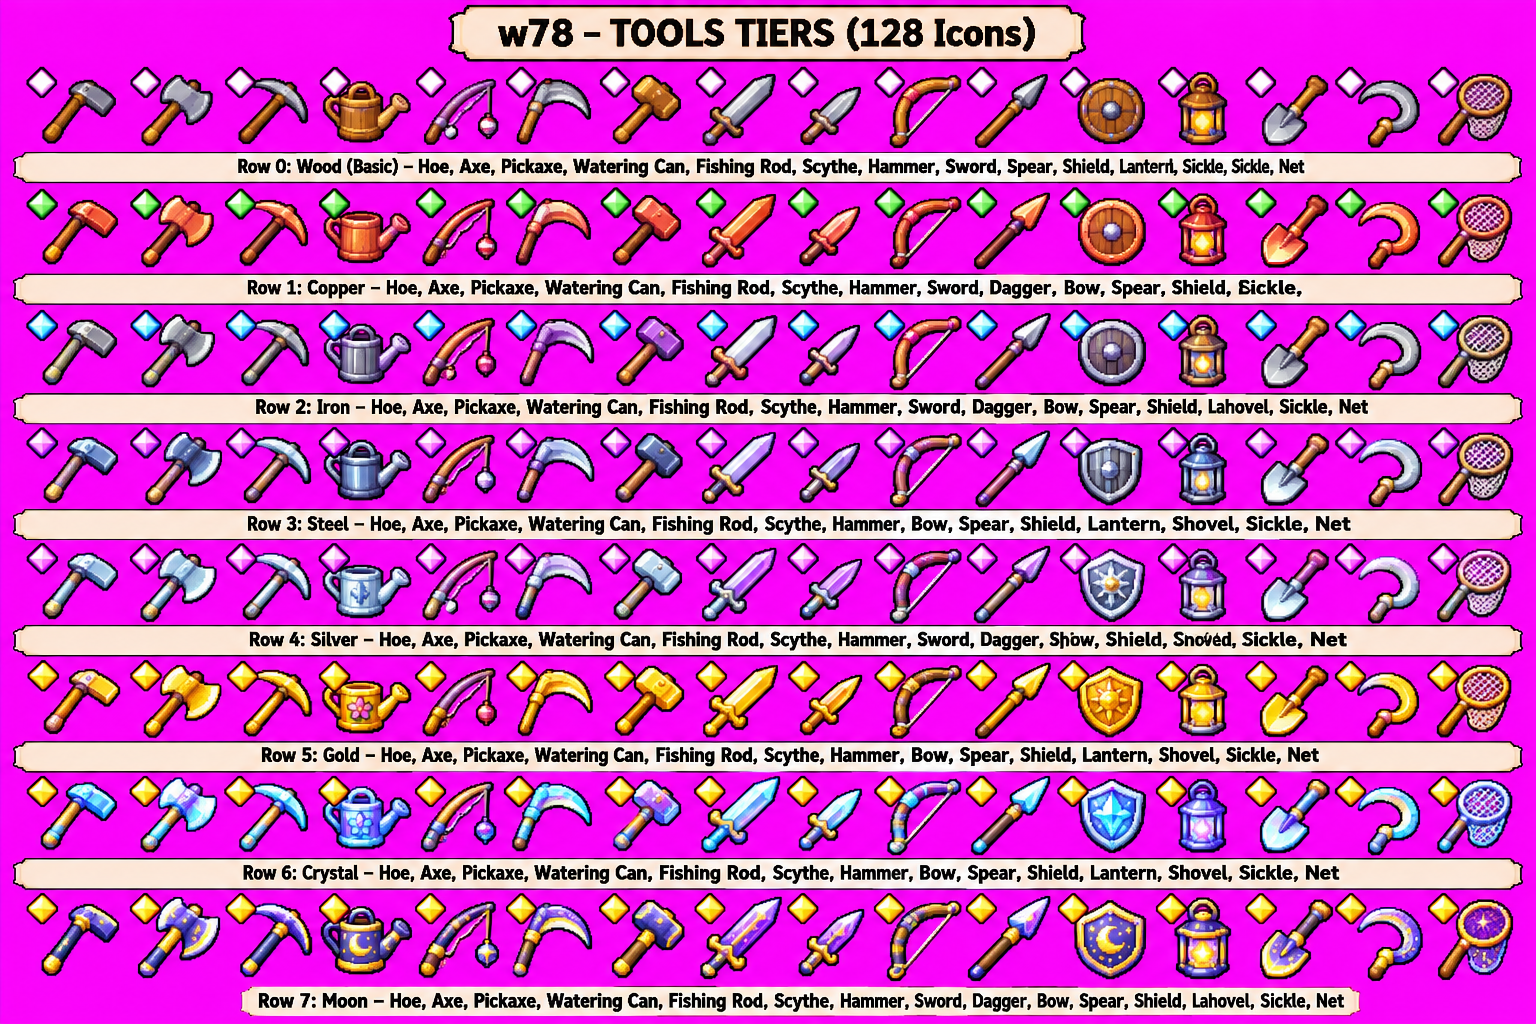 w78 – TOOLS TIERS (128 Icons)
Row 0: Wood (Basic) – Hoe, Axe, Pickaxe, Watering Can, Fishing Rod, Scythe, Hammer, Sword, Spear, Shield, Lantern, Sickle, Sickle, Net
Row 1: Copper – Hoe, Axe, Pickaxe, Watering Can, Fishing Rod, Scythe, Hammer, Sword, Dagger, Bow, Spear, Shield, Sickle,
Row 2: Iron – Hoe, Axe, Pickaxe, Watering Can, Fishing Rod, Scythe, Hammer, Sword, Dagger, Bow, Spear, Shield, Lahovel, Sickle, Net
Row 3: Steel – Hoe, Axe, Pickaxe, Watering Can, Fishing Rod, Scythe, Hammer, Bow, Spear, Shield, Lantern, Shovel, Sickle, Net
Row 4: Silver – Hoe, Axe, Pickaxe, Watering Can, Fishing Rod, Scythe, Hammer, Sword, Dagger, Show, Shield, Sickle, Net
Row 5: Gold – Hoe, Axe, Pickaxe, Watering Can, Fishing Rod, Scythe, Hammer, Bow, Spear, Shield, Lantern, Shovel, Sickle, Net
Row 6: Crystal – Hoe, Axe, Pickaxe, Watering Can, Fishing Rod, Scythe, Hammer, Bow, Spear, Shield, Lantern, Shovel, Sickle, Net
Row 7: Moon – Hoe, Axe, Pickaxe, Watering Can, Fishing Rod, Scythe, Hammer, Sword, Dagger, Bow, Spear, Shield, Lahovel, Sickle, Net